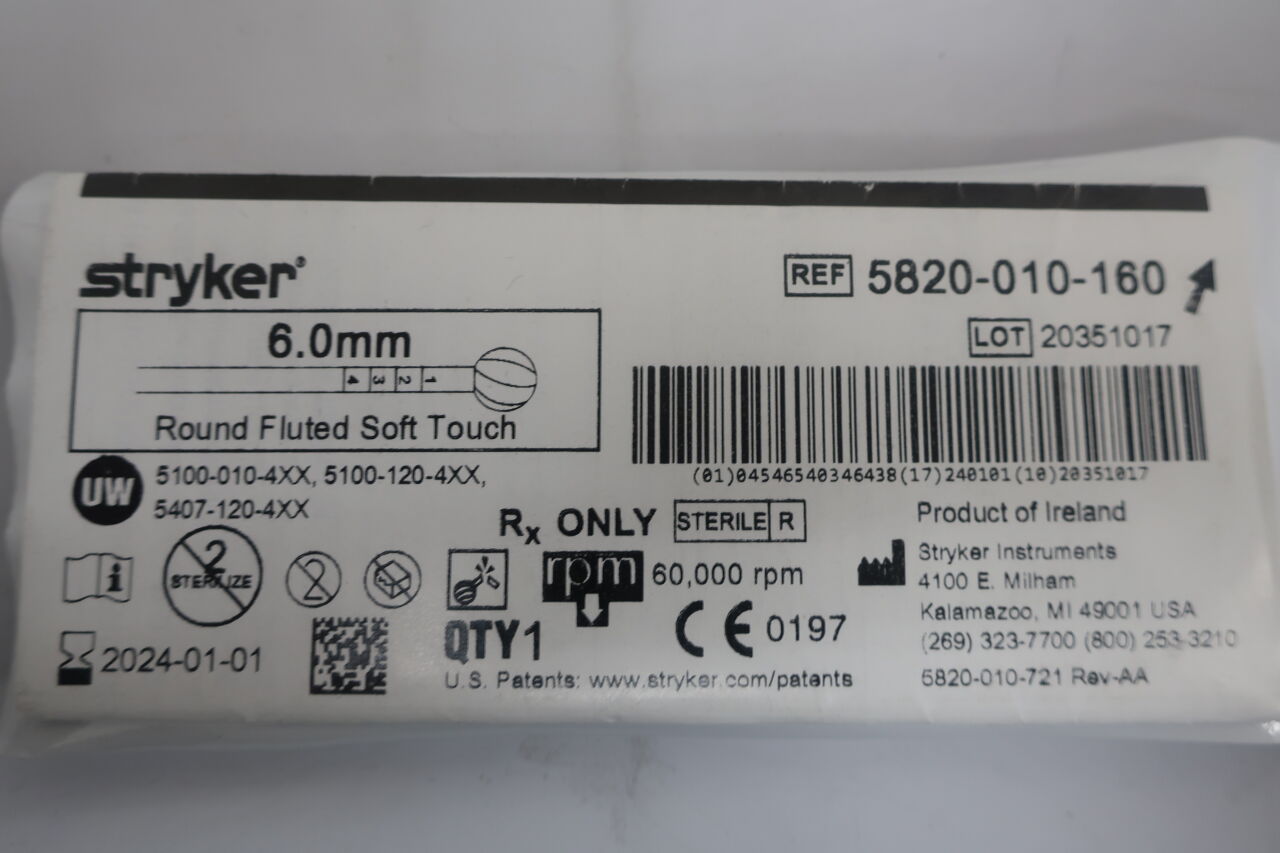 stryker®
REF 5820-010-160
LOT 20351017
6.0mm
4 3 2 1
Round Fluted Soft Touch
(01)04546540346438(17)240101(10)20351017
UW 5100-010-4XX, 5100-120-4XX,
5407-120-4XX
Rx ONLY STERILE R
Product of Ireland
i
2
STERILIZE
2
rpm 60,000 rpm
Stryker Instruments
4100 E. Milham
Kalamazoo, MI 49001 USA
(269) 323-7700 (800) 253-3210
2024-01-01
QTY1
CE 0197
U.S. Patents: www.stryker.com/patents
5820-010-721 Rev-AA